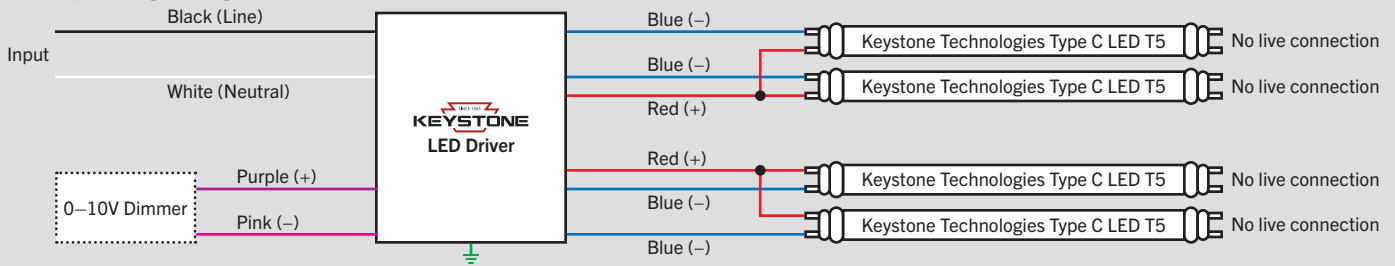 Black (Line)
Input
White (Neutral)
0–10V Dimmer
Purple (+)
Pink (–)
SINCE 1945
KEYSTONE
LED Driver
Blue (–)
Blue (–)
Red (+)
Red (+)
Blue (–)
Blue (–)
Keystone Technologies Type C LED T5
No live connection
Keystone Technologies Type C LED T5
No live connection
Keystone Technologies Type C LED T5
No live connection
Keystone Technologies Type C LED T5
No live connection